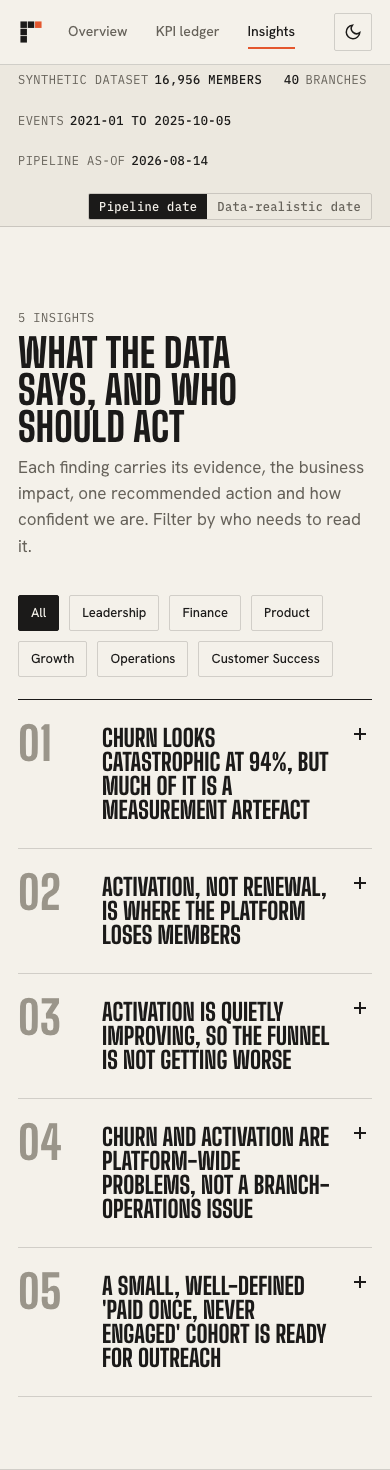 Overview KPI ledger Insights
SYNTHETIC DATASET 16,956 MEMBERS 40 BRANCHES
EVENTS 2021-01 TO 2025-10-05
PIPELINE AS-OF 2026-08-14
Pipeline date Data-realistic date
5 INSIGHTS
WHAT THE DATA
SAYS, AND WHO
SHOULD ACT
Each finding carries its evidence, the business
impact, one recommended action and how
confident we are. Filter by who needs to read
it.
All Leadership Finance Product
Growth Operations Customer Success
01 CHURN LOOKS
CATASTROPHIC AT 94%, BUT
MUCH OF IT IS A
MEASUREMENT ARTEFACT
02 ACTIVATION, NOT RENEWAL,
IS WHERE THE PLATFORM
LOSES MEMBERS
03 ACTIVATION IS QUIETLY
IMPROVING, SO THE FUNNEL
IS NOT GETTING WORSE
04 CHURN AND ACTIVATION ARE
PLATFORM-WIDE
PROBLEMS, NOT A BRANCH-
OPERATIONS ISSUE
05 A SMALL, WELL-DEFINED
'PAID ONCE, NEVER
ENGAGED' COHORT IS READY
FOR OUTREACH